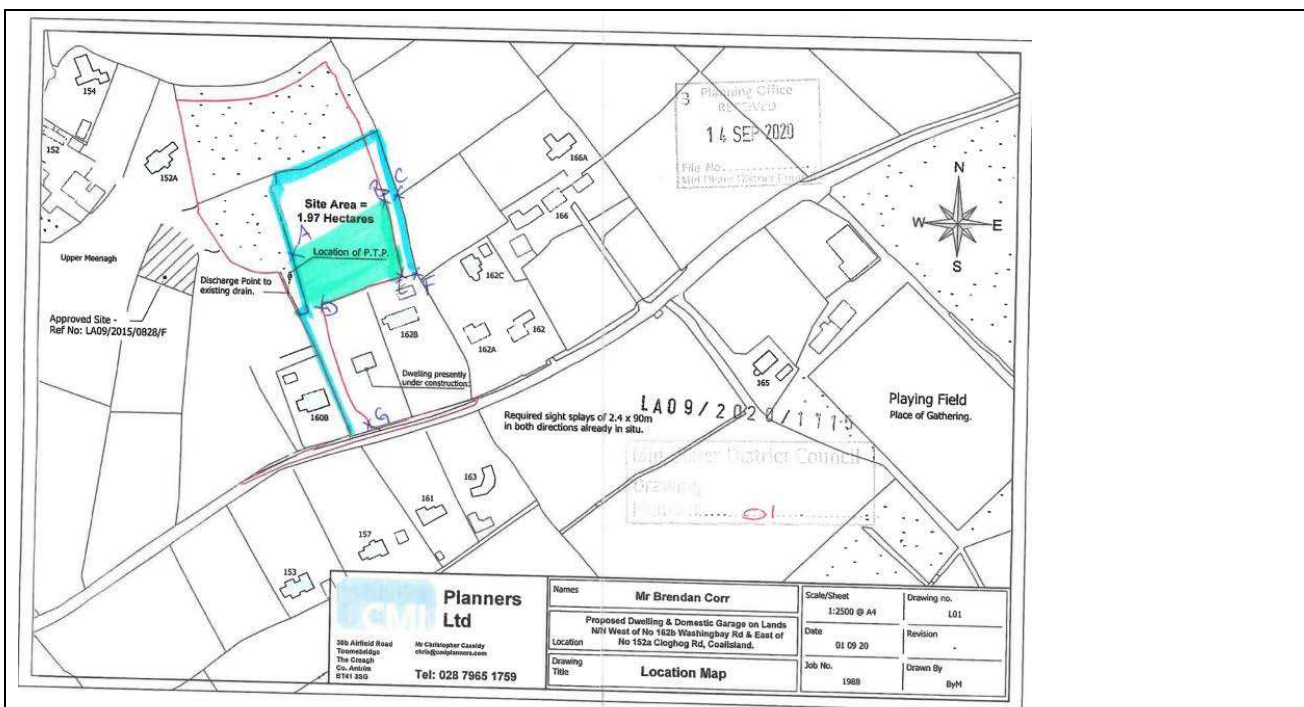 154
152
152A
Planning Office
RECEIVED
14 SEP 2020
File No.
Mid Ulster District Council
166A
166
N
W E
S
B C
Site Area =
1.97 Hectares
A
Location of P.T.P.
Upper Meenagh
Discharge Point to
existing drain.
E F
D
162C
Approved Site -
Ref No: LA09/2015/0828/F
162B
162A
162
Dwelling presently
under construction.
160B
G
165
Playing Field
Place of Gathering.
LA09/2020/1115
Required sight splays of 2.4 x 90m
in both directions already in situ.
Mid Ulster District Council
Drawing
Number 01
163
161
157
153
CMI Planners
Ltd
38b Airfield Road
Toomebridge
The Creagh
Co. Antrim
BT41 3SG
Mr Christopher Cassidy
chris@cmiplanners.com
Tel: 028 7965 1759
Names
Mr Brendan Corr
Location
Proposed Dwelling & Domestic Garage on Lands
N/N West of No 162b Washingbay Rd & East of
No 152a Cloghog Rd, Coalisland.
Drawing
Title
Location Map
Scale/Sheet
1:2500 @ A4
Drawing no.
L01
Date
01 09 20
Revision
-
Job No.
1988
Drawn By
ByM